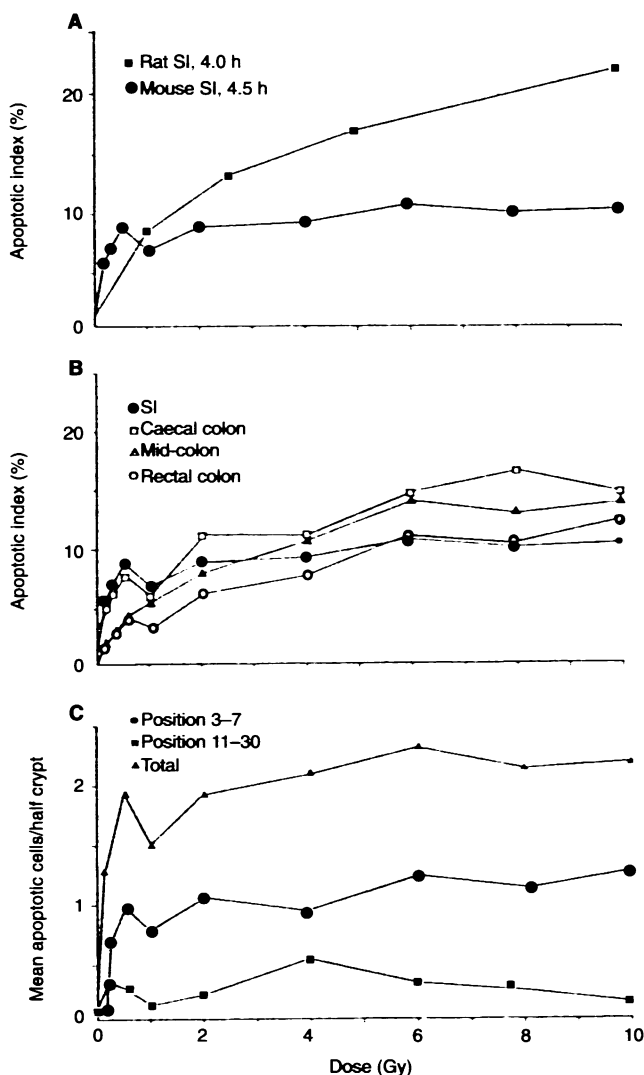 A
Rat SI, 4.0 h
Mouse SI, 4.5 h
Apoptotic index (%)
20
10
0
B
SI
Caecal colon
Mid-colon
Rectal colon
Apoptotic index (%)
20
10
0
C
Position 3–7
Position 11–30
Total
Mean apoptotic cells/half crypt
2
1
0
0
2
4
6
8
10
Dose (Gy)